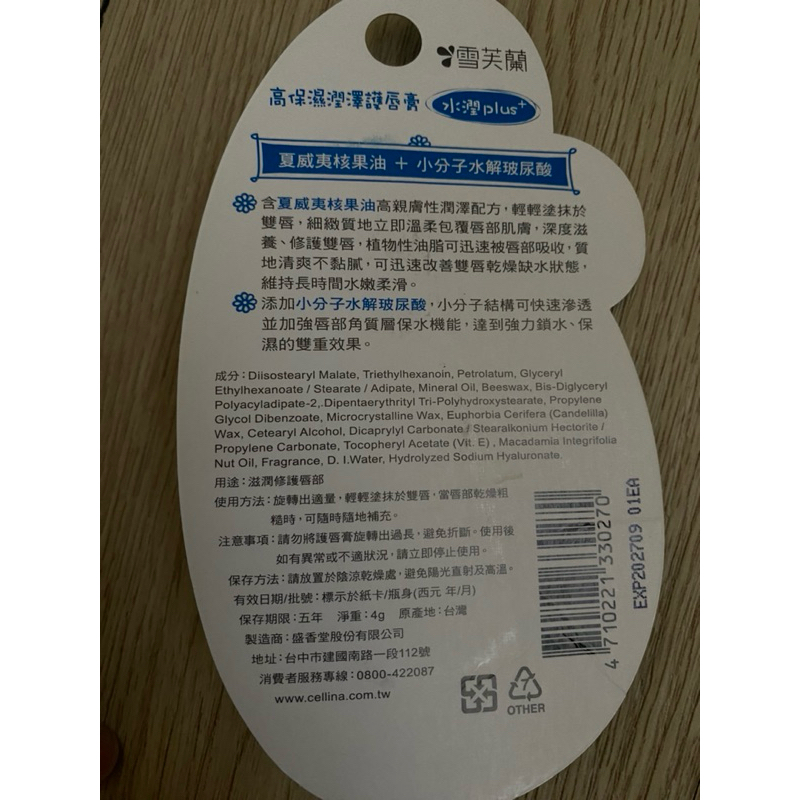 雪芙蘭
高保濕潤澤護唇膏 水潤plus+
夏威夷核果油 + 小分子水解玻尿酸
含夏威夷核果油高親膚性潤澤配方，輕輕塗抹於
雙唇，細緻質地立即溫柔包覆唇部肌膚，深度滋
養、修護雙唇，植物性油脂可迅速被唇部吸收，質
地清爽不黏膩，可迅速改善雙唇乾燥缺水狀態，
維持長時間水嫩柔滑。
添加小分子水解玻尿酸，小分子結構可快速滲透
並加強唇部角質層保水機能，達到強力鎖水、保
濕的雙重效果。
成分：Diisostearyl Malate, Triethylhexanoin, Petrolatum, Glyceryl
Ethylhexanoate / Stearate / Adipate, Mineral Oil, Beeswax, Bis-Diglyceryl
Polyacyladipate-2,.Dipentaerythrityl Tri-Polyhydroxystearate, Propylene
Glycol Dibenzoate, Microcrystalline Wax, Euphorbia Cerifera (Candelilla)
Wax, Cetearyl Alcohol, Dicaprylyl Carbonate / Stearalkonium Hectorite /
Propylene Carbonate, Tocopheryl Acetate (Vit. E) , Macadamia Integrifolia
Nut Oil, Fragrance, D. I.Water, Hydrolyzed Sodium Hyaluronate.
用途：滋潤修護唇部
使用方法：旋轉出適量，輕輕塗抹於雙唇，當唇部乾燥粗
糙時，可隨時隨地補充。
注意事項：請勿將護唇膏旋轉出過長，避免折斷。使用後
如有異常或不適狀況，請立即停止使用。
保存方法：請放置於陰涼乾燥處，避免陽光直射及高溫。
有效日期/批號：標示於紙卡/瓶身(西元 年/月)
保存期限：五年 淨重：4g 原產地：台灣
製造商：盛香堂股份有限公司
地址：台中市建國南路一段112號
消費者服務專線：0800-422087
www.cellina.com.tw
OTHER
4 710221 330270
EXP202709 01EA